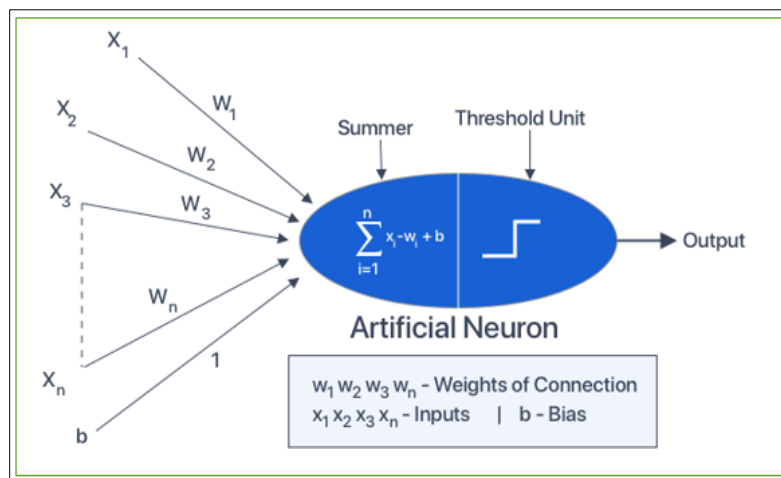 X₁
W₁
X₂
W₂
X₃
W₃
Wₙ
Xₙ
1
b
Summer
Threshold Unit
n
∑ xᵢ-wᵢ + b
i=1
Output
Artificial Neuron
w₁ w₂ w₃ wₙ - Weights of Connection
x₁ x₂ x₃ xₙ - Inputs | b - Bias